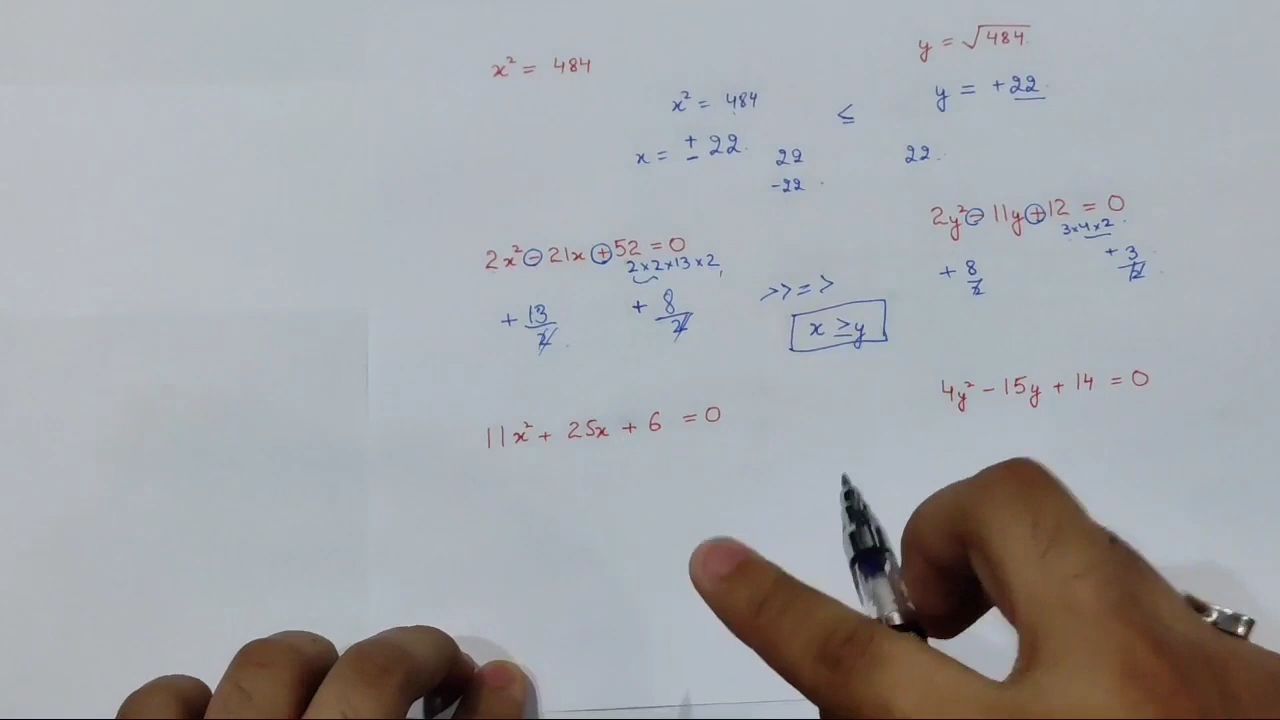 x² = 484
y = √484
x² = 484
≤
y = +22
x = ± 22
22
-22
22
2x² - 21x + 52 = 0
2×2×13×2
2y² - 11y + 12 = 0
3×4×2
+ 13/2
+ 8/2
>>=>
x ≥ y
+ 8/2
+ 3/2
11x² + 25x + 6 = 0
4y² - 15y + 14 = 0